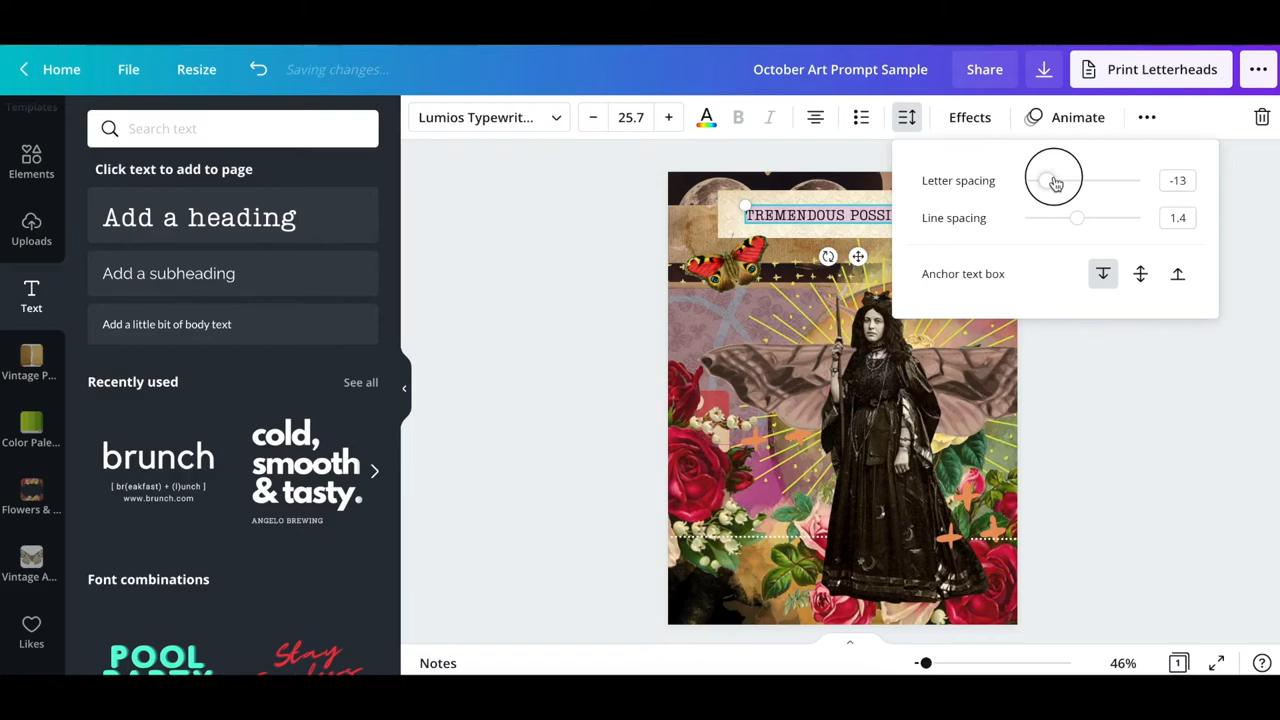 Home
File
Resize
Saving changes...
October Art Prompt Sample
Share
Print Letterheads
Templates
Elements
Uploads
Text
Vintage P...
Color Pale...
Flowers & ...
Vintage A...
Likes
Search text
Click text to add to page
Add a heading
Add a subheading
Add a little bit of body text
Recently used
See all
brunch
[ br(eakfast) + (l)unch ]
www.brunch.com
cold,
smooth
& tasty.
ANGELO BREWING
Font combinations
POOL
PARTY
Stay
Lumios Typewrit...
25.7
A
B
I
Effects
Animate
Letter spacing
-13
Line spacing
1.4
Anchor text box
TREMENDOUS POSSI
Notes
46%
1
?